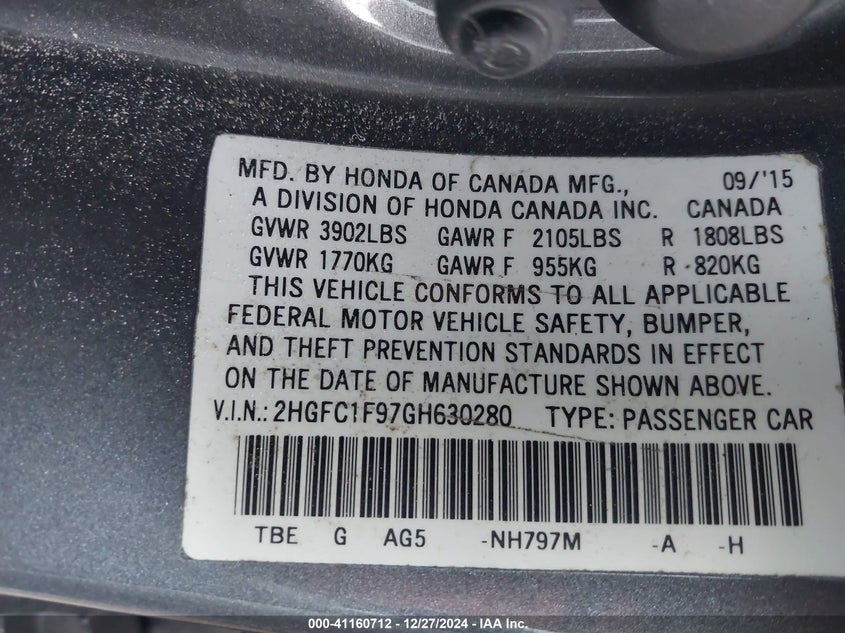 MFD. BY HONDA OF CANADA MFG., 09/'15
A DIVISION OF HONDA CANADA INC. CANADA
GVWR 3902LBS GAWR F 2105LBS R 1808LBS
GVWR 1770KG GAWR F 955KG R 820KG
THIS VEHICLE CONFORMS TO ALL APPLICABLE
FEDERAL MOTOR VEHICLE SAFETY, BUMPER,
AND THEFT PREVENTION STANDARDS IN EFFECT
ON THE DATE OF MANUFACTURE SHOWN ABOVE.
V.I.N.: 2HGFC1F97GH630280 TYPE: PASSENGER CAR
TBE G AG5 -NH797M -A -H
000-41160712 - 12/27/2024 - IAA Inc.